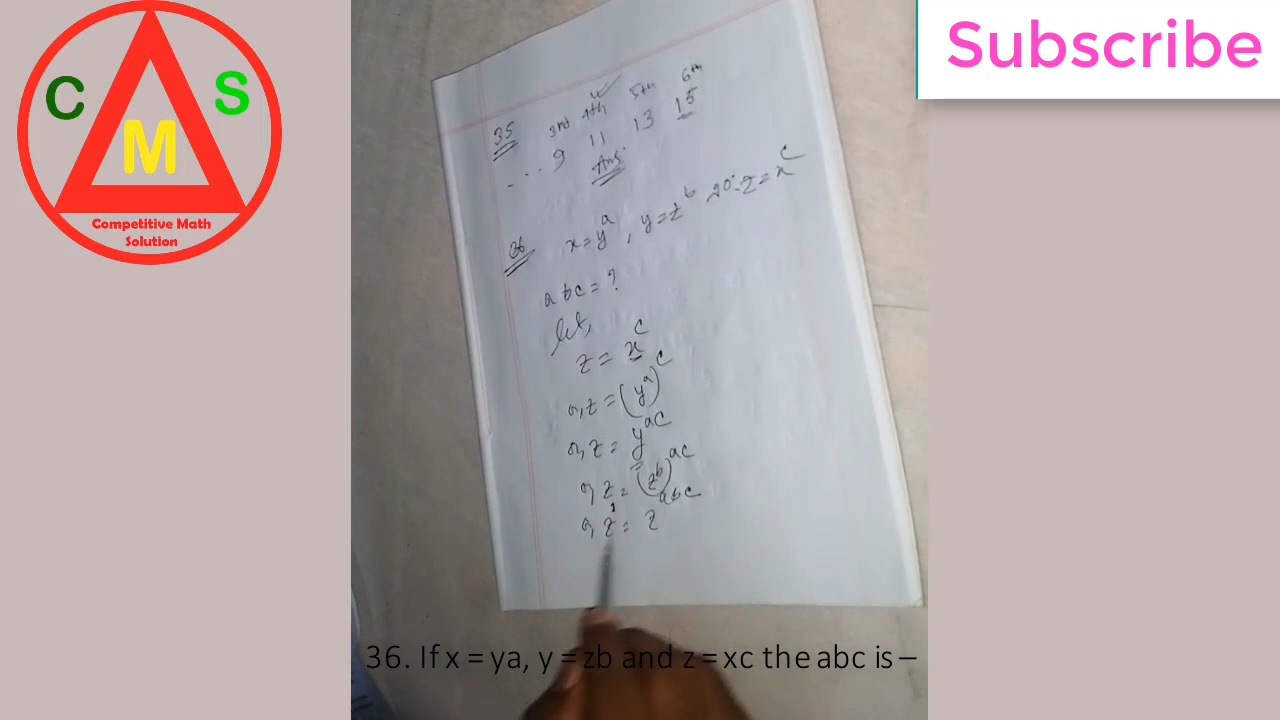 C S
M
Competitive Math
Solution
Subscribe
35
3rd 4th 5th 6th
... 9 11 13 15
Ans.
36 x = y^a, y = z^b z = x^c
abc = ?
let,
z = x^c
or, z = (y^a)^c
or, z = y^ac
or, z = (z^b)^ac
or, z^1 = z^abc
36. If x = ya, y = zb and z = xc the abc is –